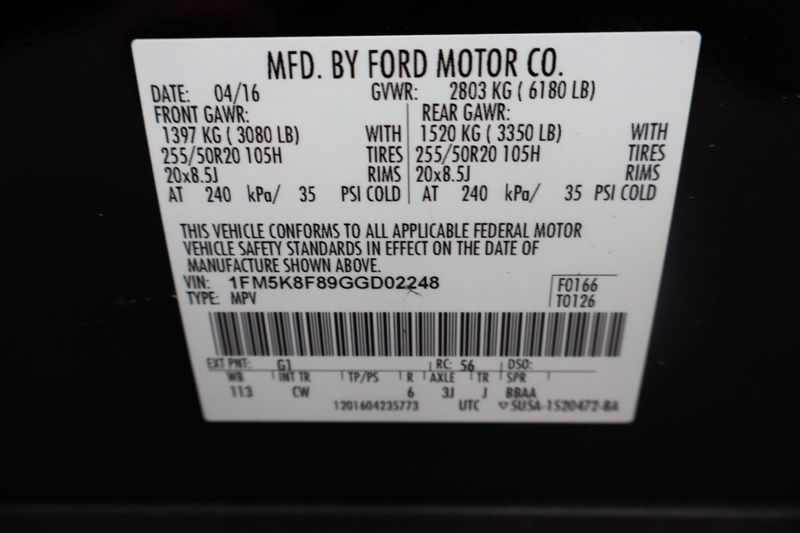 MFD. BY FORD MOTOR CO.
DATE: 04/16 GVWR: 2803 KG ( 6180 LB)
FRONT GAWR: REAR GAWR:
1397 KG ( 3080 LB) WITH 1520 KG ( 3350 LB) WITH
255/50R20 105H TIRES 255/50R20 105H TIRES
20x8.5J RIMS 20x8.5J RIMS
AT 240 kPa/ 35 PSI COLD AT 240 kPa/ 35 PSI COLD
THIS VEHICLE CONFORMS TO ALL APPLICABLE FEDERAL MOTOR
VEHICLE SAFETY STANDARDS IN EFFECT ON THE DATE OF
MANUFACTURE SHOWN ABOVE.
VIN: 1FM5K8F89GGD02248 F0166
TYPE: MPV T0126
EXT PNT: G1 RC: 56 DSO:
WB INT TR TP/PS R AXLE TR SPR
113 CW 6 3J J BBAA
1201604235773 UTC 5USA-1520472-BA